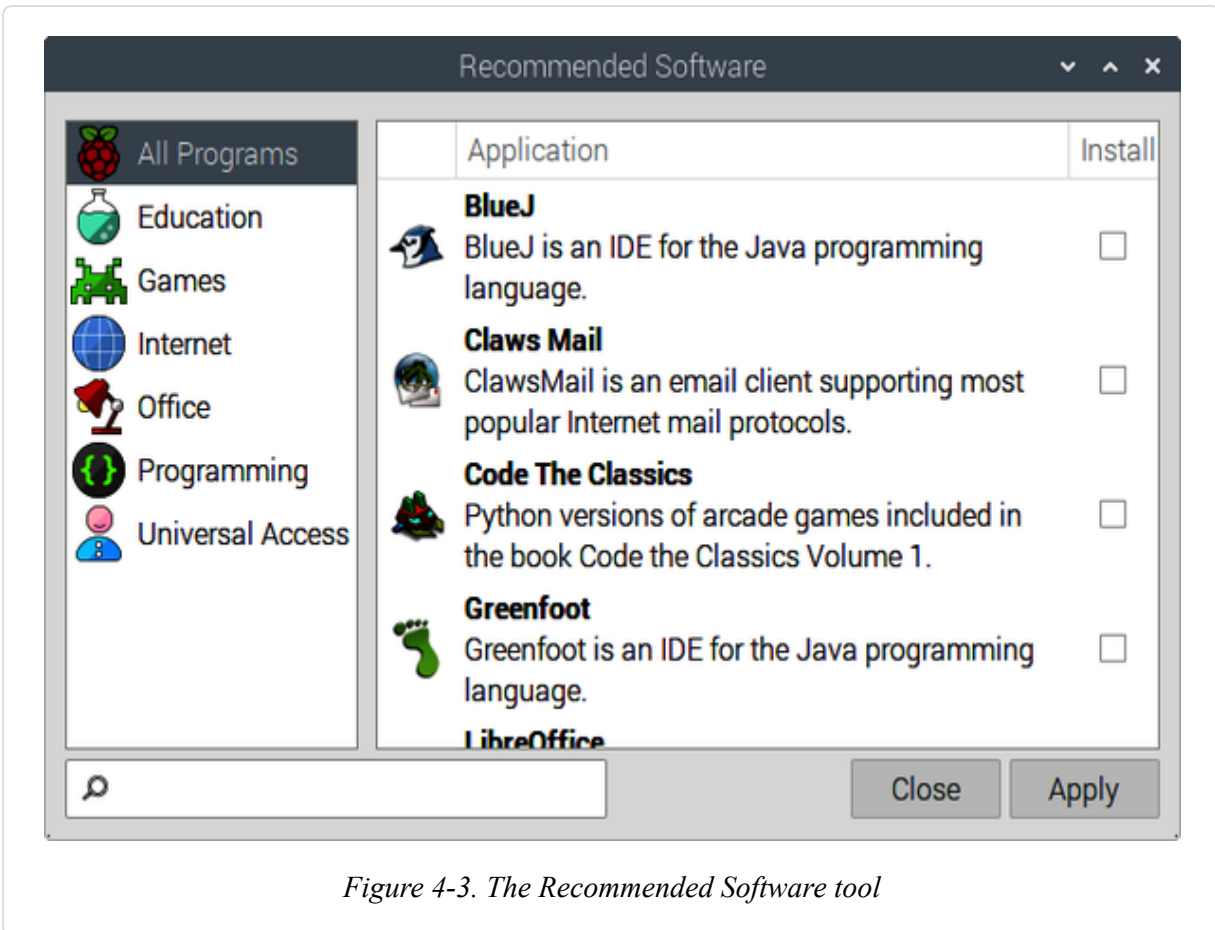 Recommended Software
All Programs
Education
Games
Internet
Office
Programming
Universal Access
Application Install
BlueJ
BlueJ is an IDE for the Java programming
language.
Claws Mail
ClawsMail is an email client supporting most
popular Internet mail protocols.
Code The Classics
Python versions of arcade games included in
the book Code the Classics Volume 1.
Greenfoot
Greenfoot is an IDE for the Java programming
language.
LibreOffice
Close Apply
Figure 4-3. The Recommended Software tool